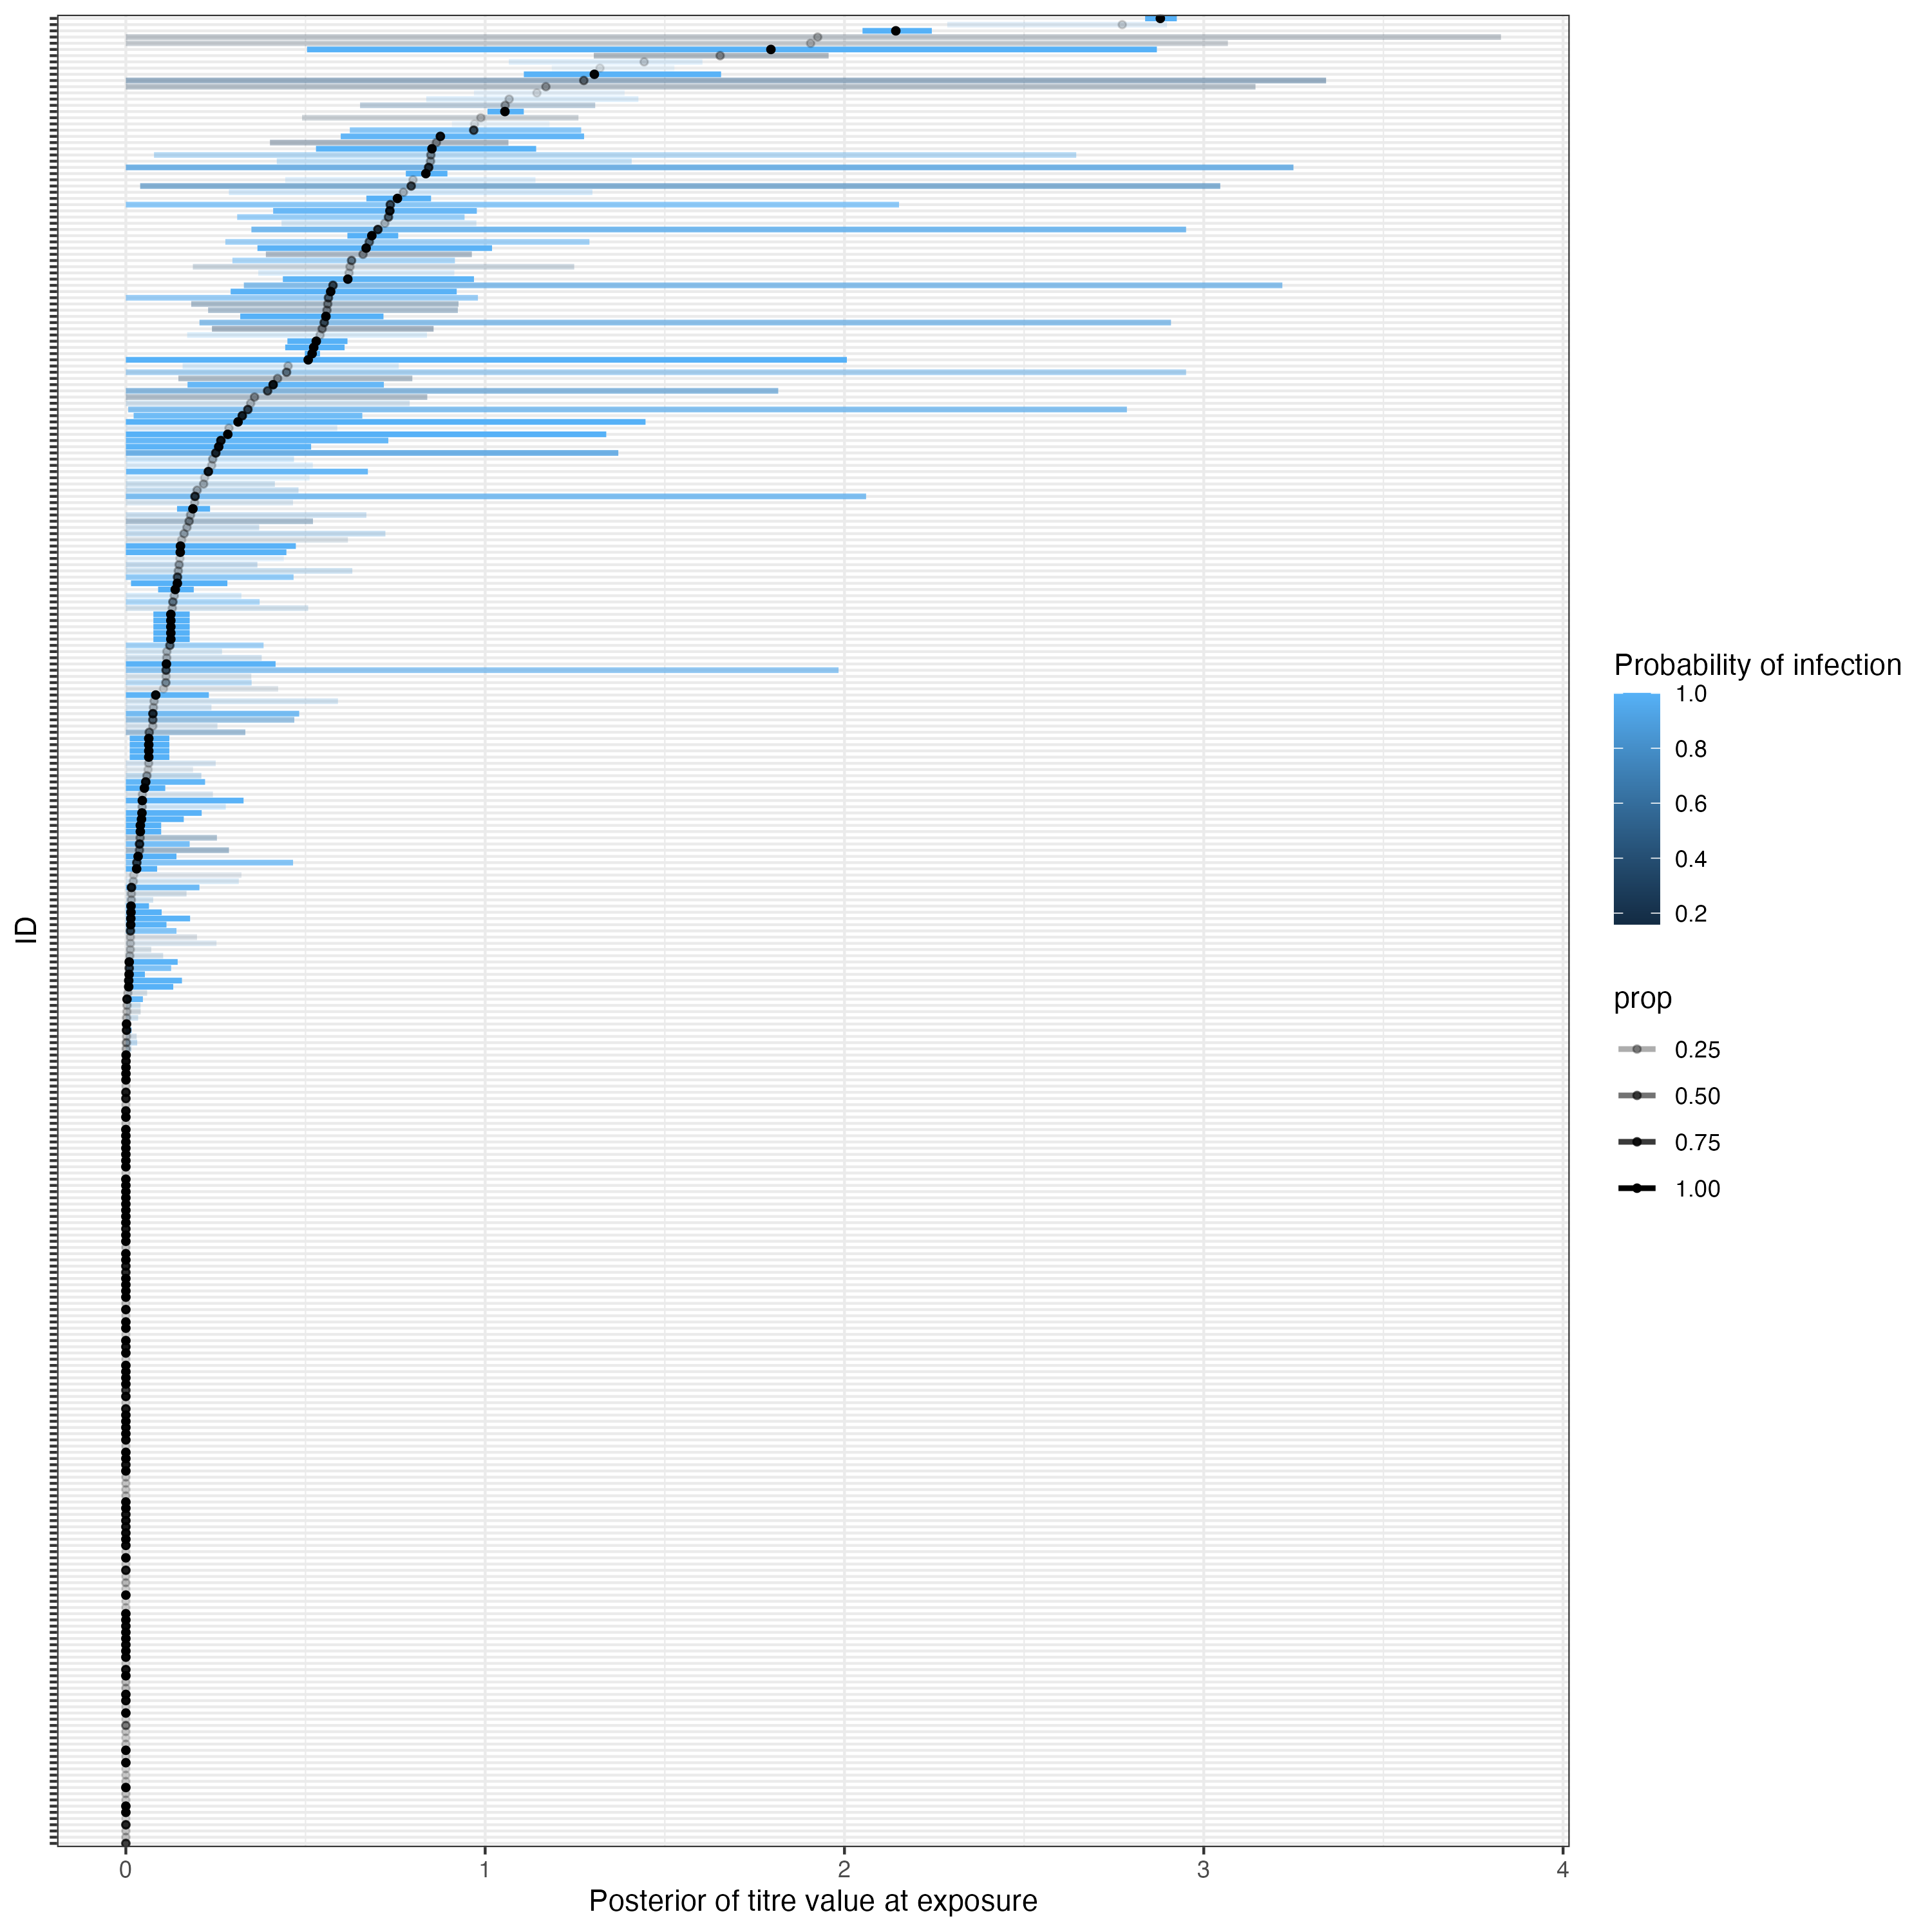 ID
0 1 2 3 4
Posterior of titre value at exposure
Probability of infection
1.0
0.8
0.6
0.4
0.2
prop
0.25
0.50
0.75
1.00